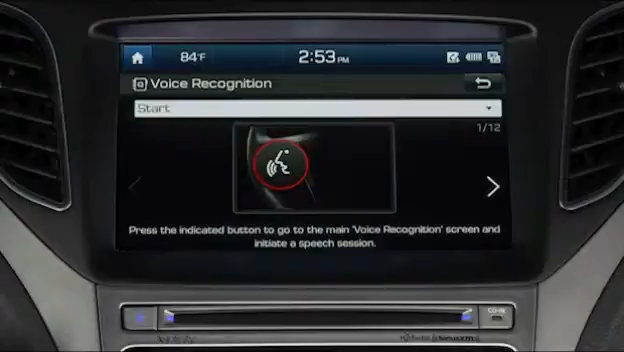 84°F
2:53 PM
Voice Recognition
Start
1/12
Press the indicated button to go to the main 'Voice Recognition' screen and
initiate a speech session.